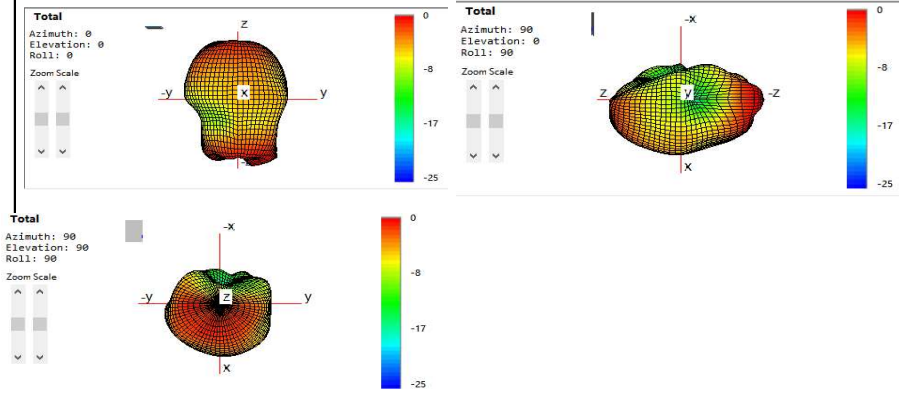 Total
Azimuth: 0
Elevation: 0
Roll: 0
Zoom Scale
z
-y
x
y
-z
0
-8
-17
-25
Total
Azimuth: 90
Elevation: 0
Roll: 90
Zoom Scale
-x
z
y
-z
x
0
-8
-17
-25
Total
Azimuth: 90
Elevation: 90
Roll: 90
Zoom Scale
-x
-y
z
y
x
0
-8
-17
-25